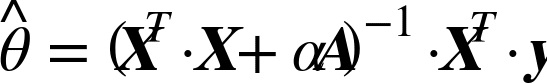 θ̂ = (X^T · X + αA)^{-1} · X^T · y